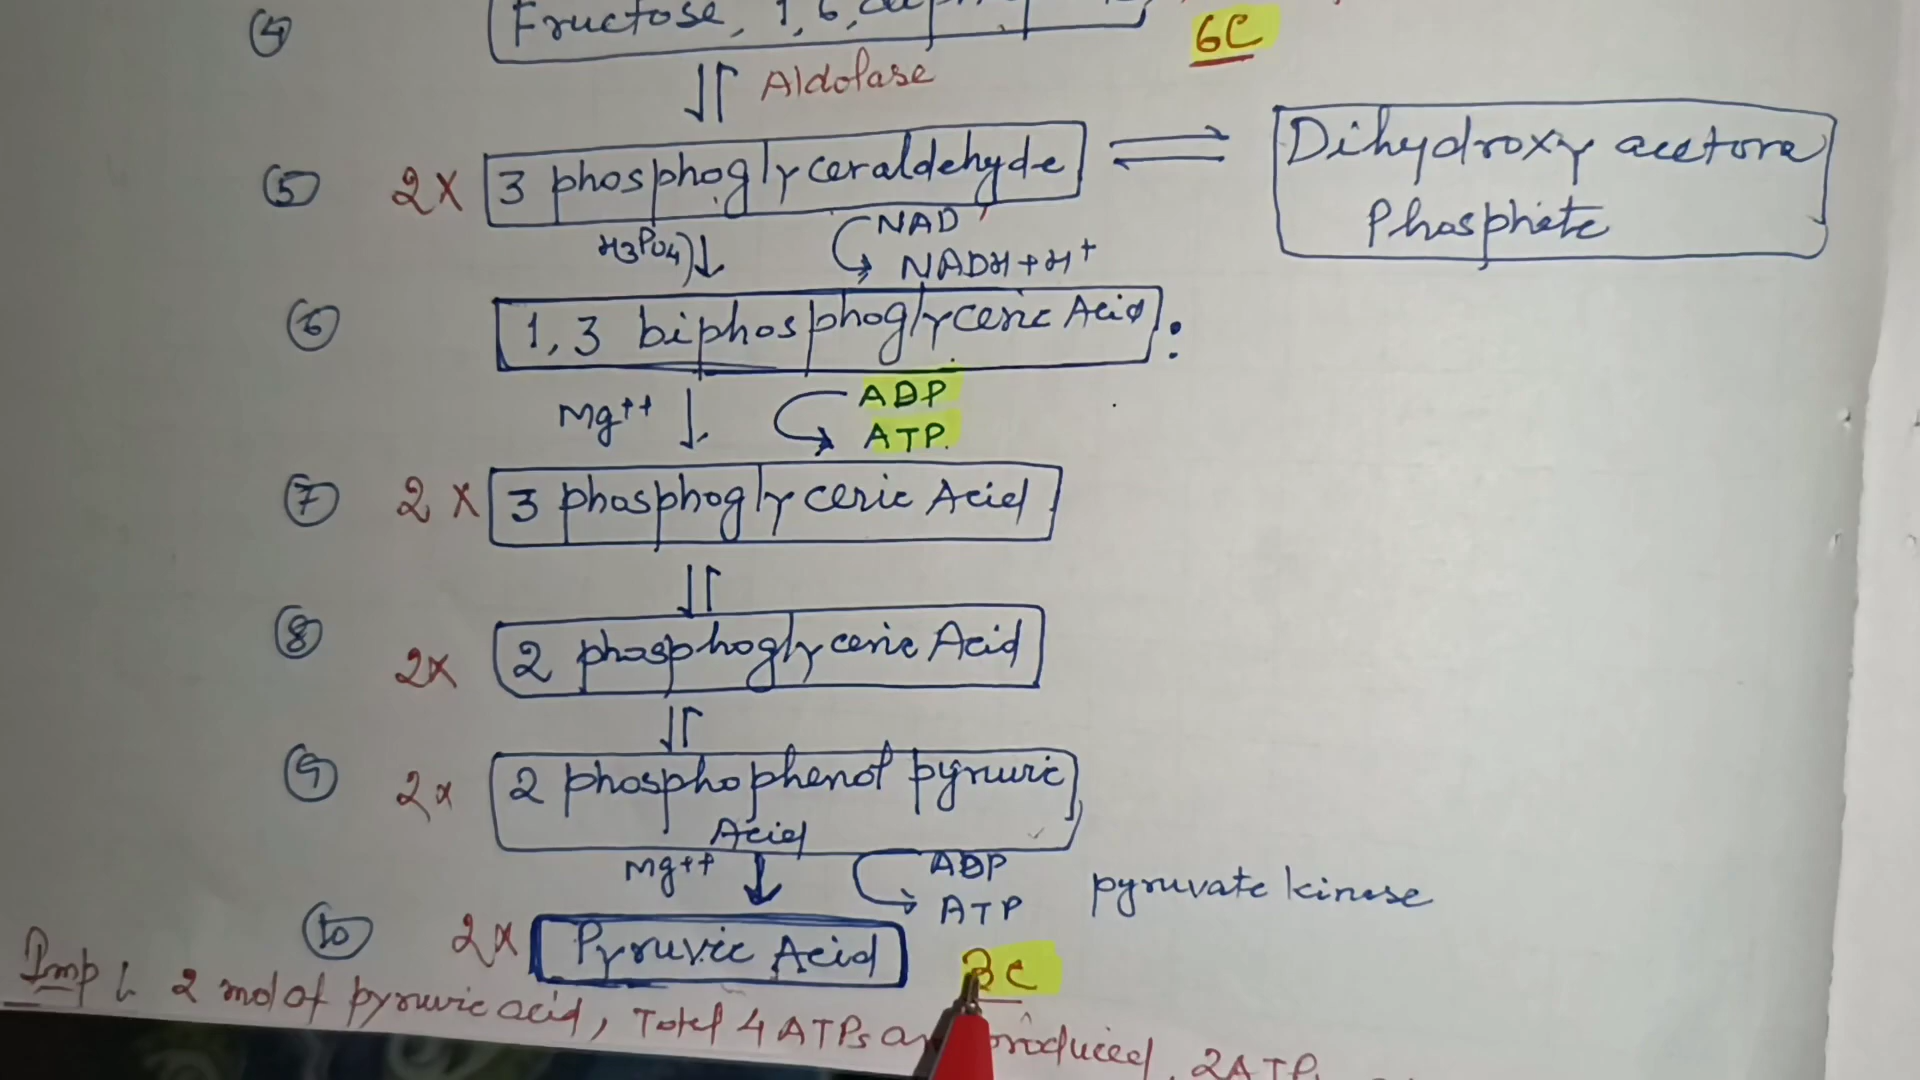 4
Fructose, 1, 6,
6C
Aldolase
5 2X 3 phosphoglyceraldehyde
Dihydroxy acetone
Phosphate
H3PO4
NAD
NADH+H+
6 1,3 biphosphoglyceric Acid :
Mg++
ADP
ATP.
7 2 X 3 phosphoglyceric Acid
8 2x 2 phosphoglyceric Acid
9 2x 2 phosphophenol pyruvic
Acid
Mg++
ADP
ATP
pyruvate kinase
10 2X Pyruvic Acid
3C
Imp 2 mol of pyruvic acid, Total 4 ATPs produced, 2ATP